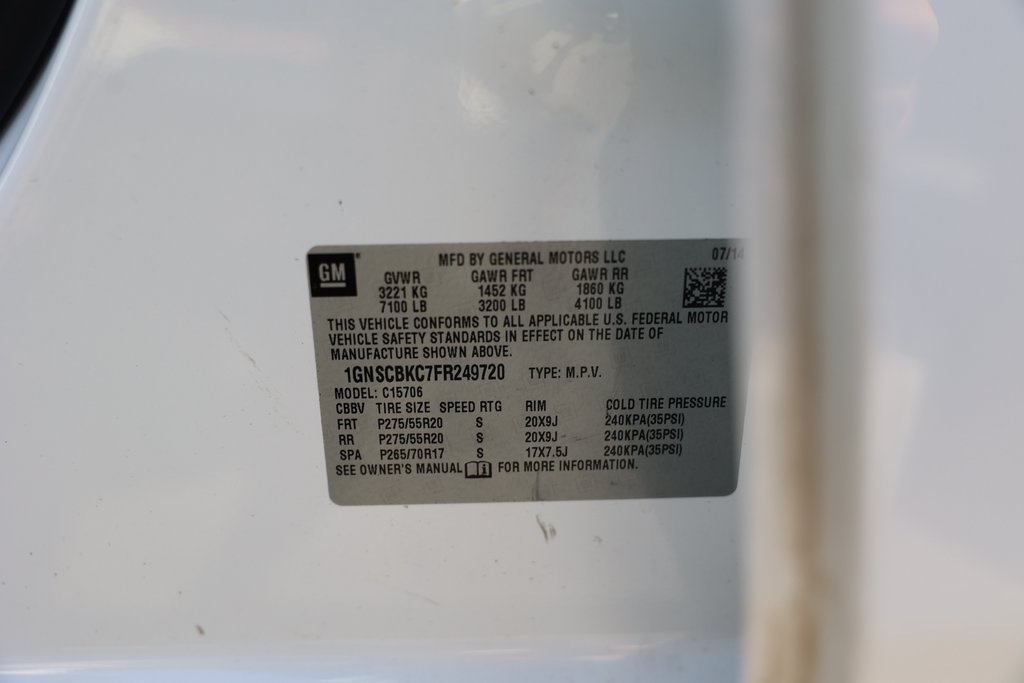 GM
MFD BY GENERAL MOTORS LLC 07/14
GVWR GAWR FRT GAWR RR
3221 KG 1452 KG 1860 KG
7100 LB 3200 LB 4100 LB
THIS VEHICLE CONFORMS TO ALL APPLICABLE U.S. FEDERAL MOTOR
VEHICLE SAFETY STANDARDS IN EFFECT ON THE DATE OF
MANUFACTURE SHOWN ABOVE.
1GNSCBKC7FR249720 TYPE: M.P.V.
MODEL: C15706
CBBV TIRE SIZE SPEED RTG RIM COLD TIRE PRESSURE
FRT P275/55R20 S 20X9J 240KPA(35PSI)
RR P275/55R20 S 20X9J 240KPA(35PSI)
SPA P265/70R17 S 17X7.5J 240KPA(35PSI)
SEE OWNER'S MANUAL FOR MORE INFORMATION.